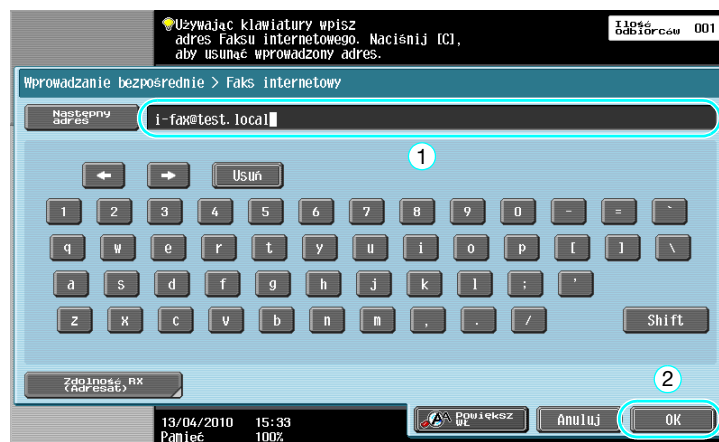 Używając klawiatury wpisz
adres Faksu internetowego. Naciśnij [C],
aby usunąć wprowadzony adres.
Ilość
odbiorców 001
Wprowadzanie bezpośrednie > Faks internetowy
Następny
adres
i-fax@test.local
1
← → Usuń
1 2 3 4 5 6 7 8 9 0 - = `
q w e r t y u i o p [ ] \
a s d f g h j k l ; '
z x c v b n m , . / Shift
Zdolność RX
(Adresat)
2
Powiększ
WŁ
Anuluj OK
13/04/2010 15:33
Pamięć 100%